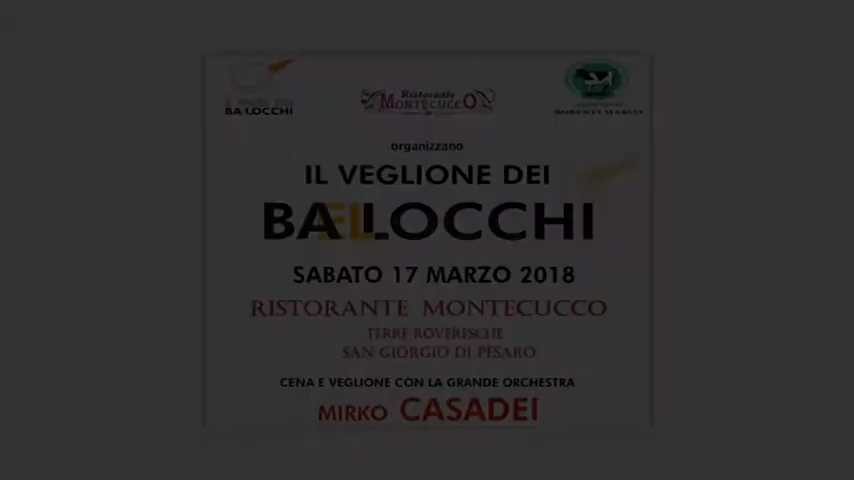 BALOCCHI
Ristorante
MONTECUCCO
organizzano
IL VEGLIONE DEI
BAELLOCCHI
SABATO 17 MARZO 2018
RISTORANTE MONTECUCCO
TERRE ROVERESCHE
SAN GIORGIO DI PESARO
CENA E VEGLIONE CON LA GRANDE ORCHESTRA
MIRKO CASADEI